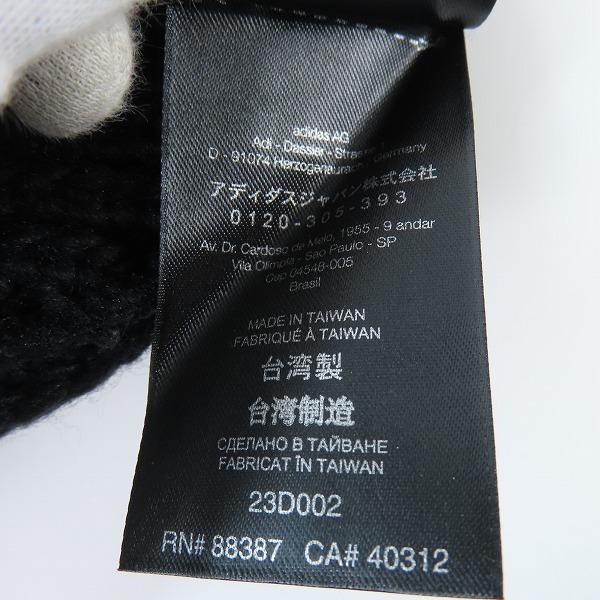 adidas AG
Adi - Dassler - Strasse 1
D - 91074 Herzogenaurach - Germany
アディダスジャパン株式会社
0120-305-393
Av. Dr. Cardoso de Melo, 1955 - 9 andar
Vila Olimpia - Sao Paulo - SP
Cap 04548-005
Brasil
MADE IN TAIWAN
FABRIQUÉ À TAIWAN
台湾製
台湾制造
СДЕЛАНО В ТАЙВАНЕ
FABRICAT ÎN TAIWAN
23D002
RN# 88387 CA# 40312